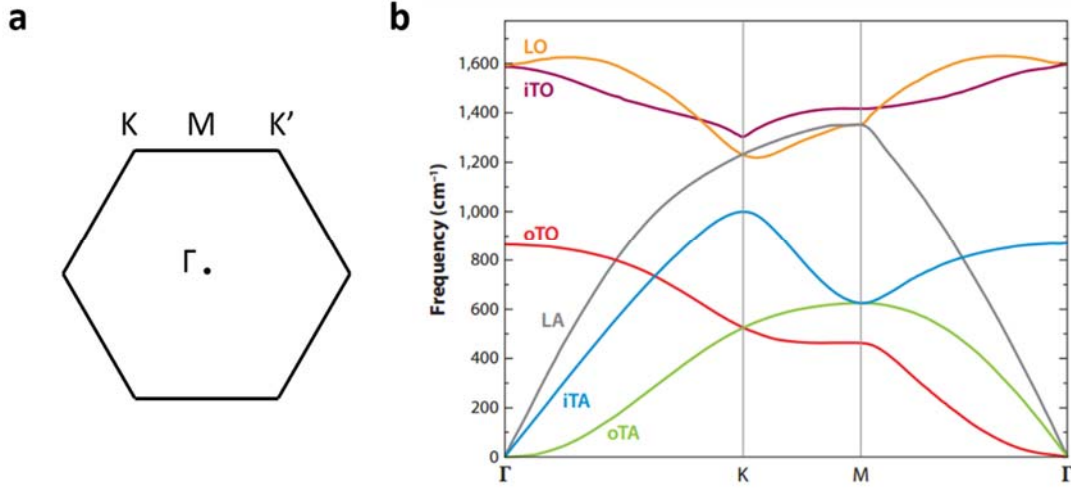 a
K M K’
Γ
b
Frequency (cm⁻¹)
1,600
1,400
1,200
1,000
800
600
400
200
0
LO
iTO
oTO
LA
iTA
oTA
Γ K M Γ